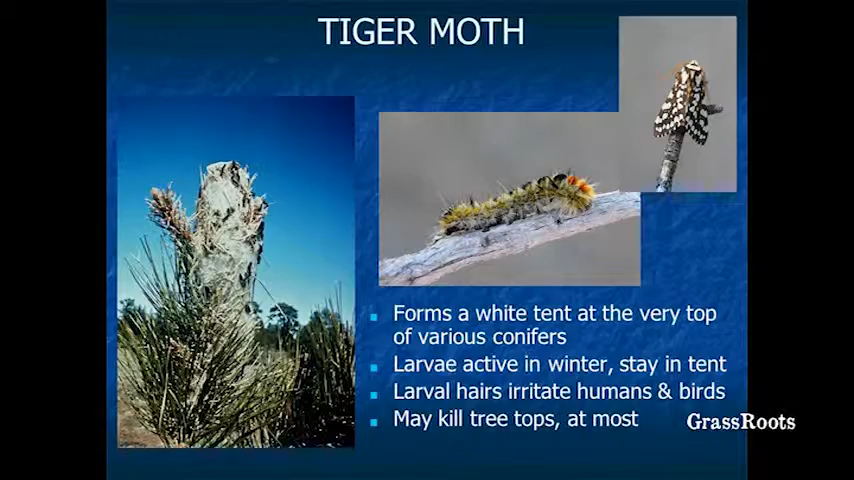 TIGER MOTH
Forms a white tent at the very top
of various conifers
Larvae active in winter, stay in tent
Larval hairs irritate humans & birds
May kill tree tops, at most
GrassRoots